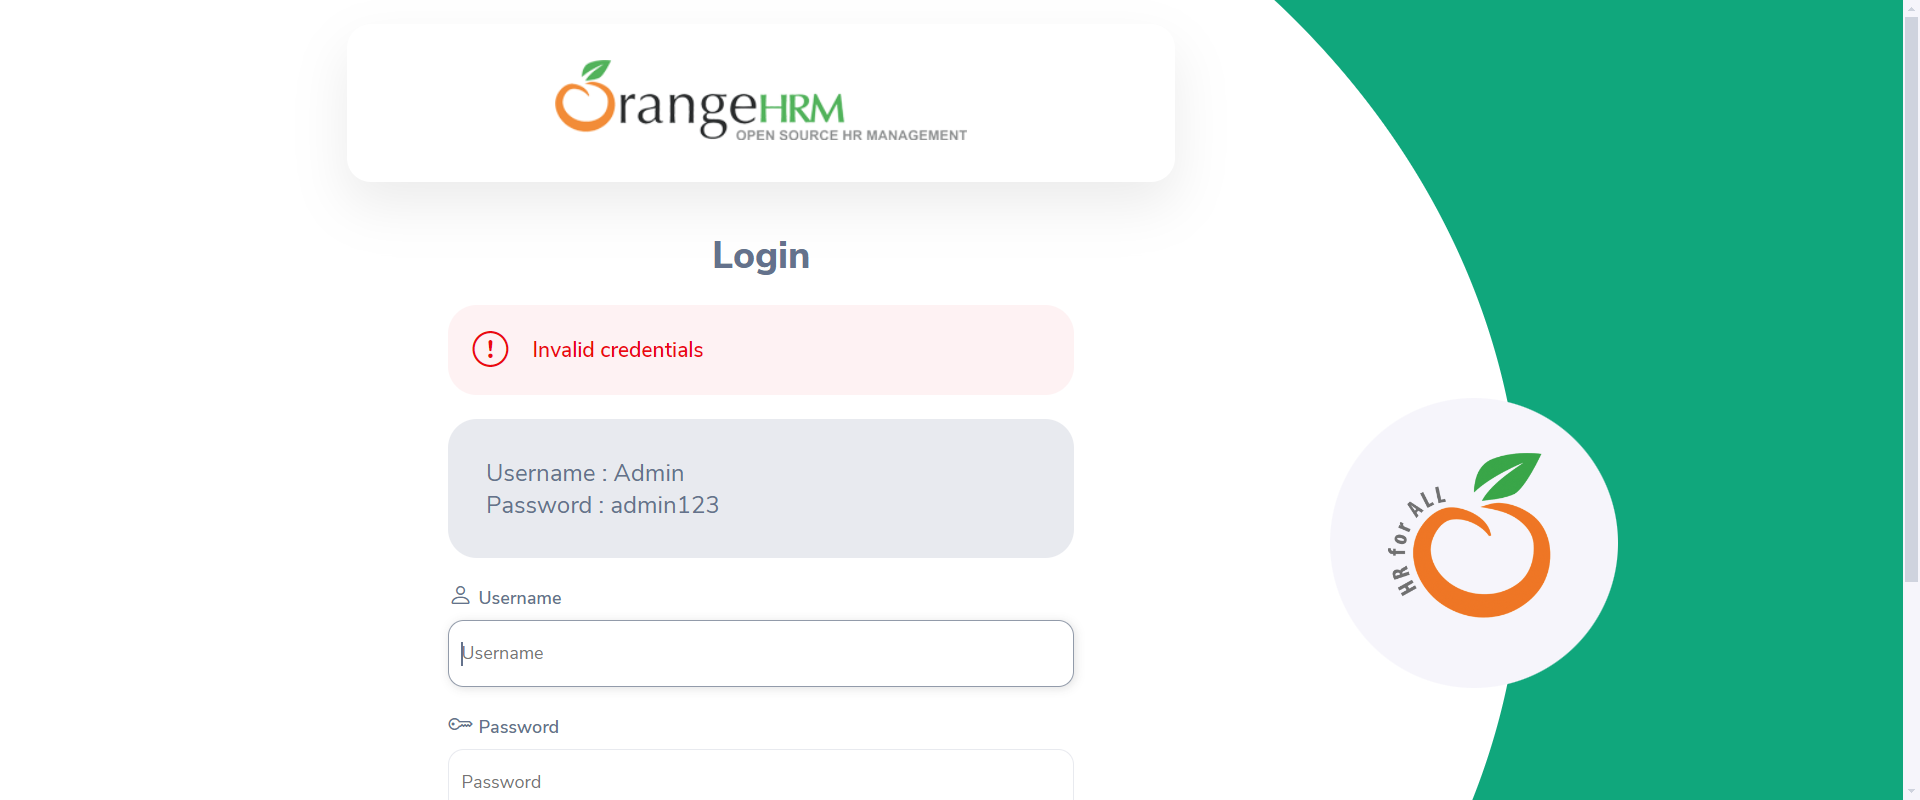 OrangeHRM
OPEN SOURCE HR MANAGEMENT
Login
Invalid credentials
Username : Admin
Password : admin123
Username
Username
Password
Password
HR for ALL